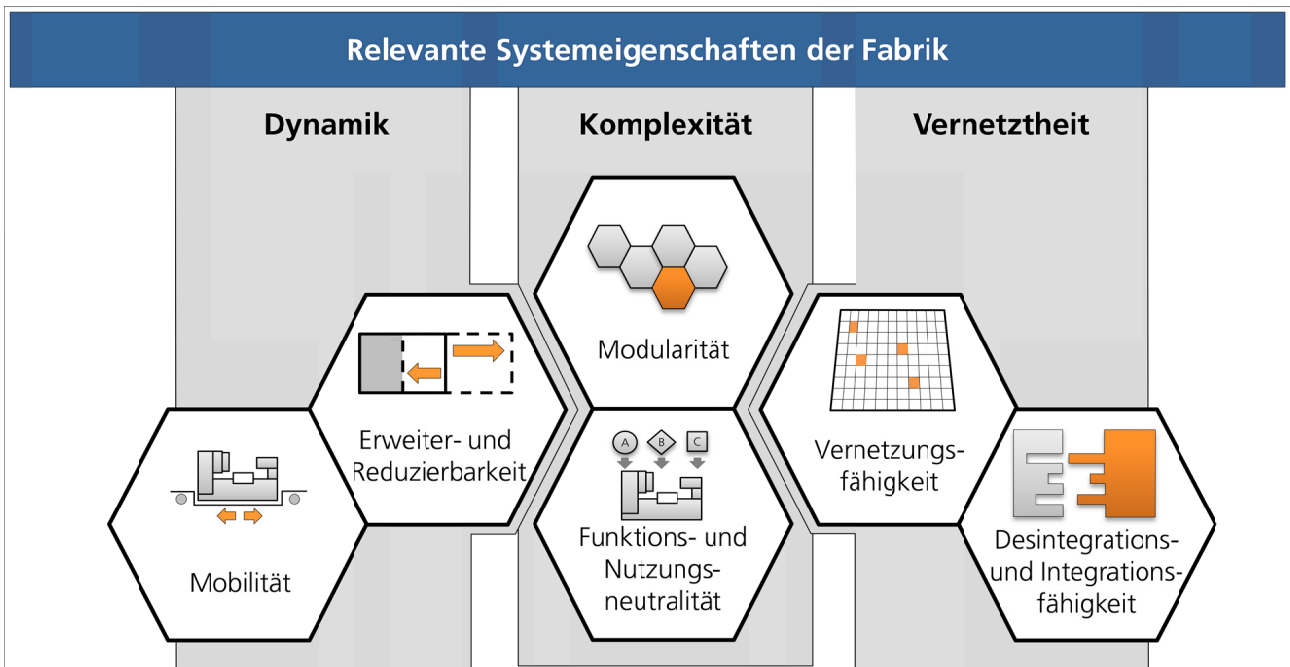 Relevante Systemeigenschaften der Fabrik
Dynamik
Komplexität
Vernetztheit
Modularität
Erweiter- und
Reduzierbarkeit
A B C
Vernetzungs-
fähigkeit
Mobilität
Funktions- und
Nutzungs-
neutralität
Desintegrations-
und Integrations-
fähigkeit